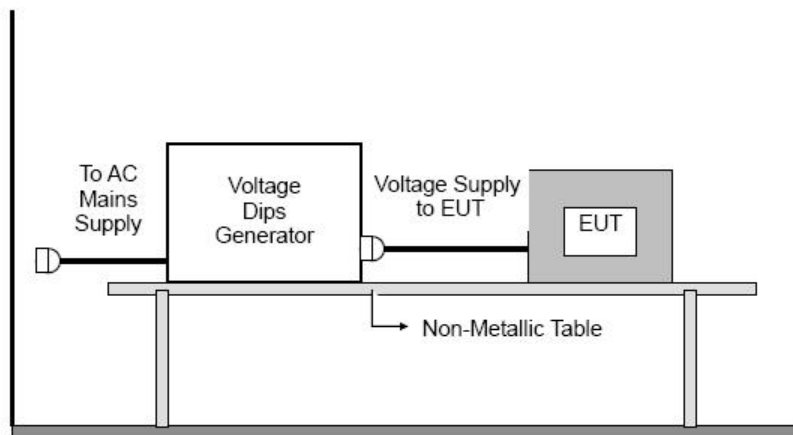 To AC
Mains
Supply
Voltage
Dips
Generator
Voltage Supply
to EUT
EUT
Non-Metallic Table